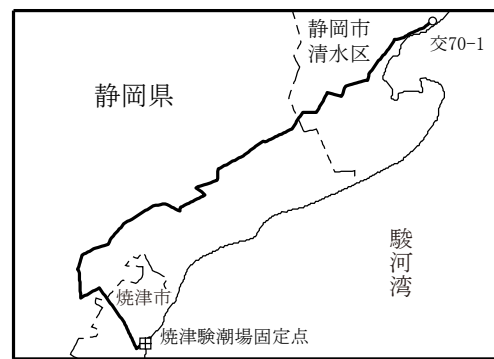 静岡市
清水区
交70-1
静岡県
駿河湾
焼津市
焼津験潮場固定点